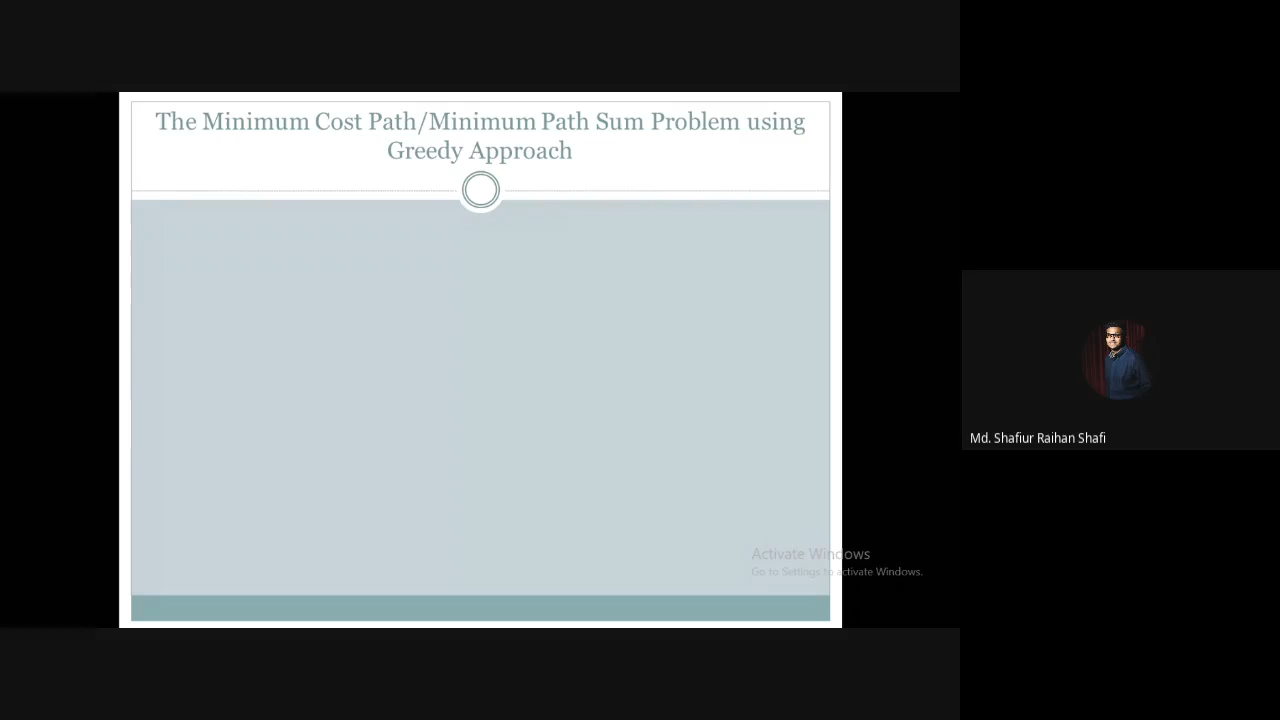 The Minimum Cost Path/Minimum Path Sum Problem using
Greedy Approach
Activate Windows
Go to Settings to activate Windows.
Md. Shafiur Raihan Shafi